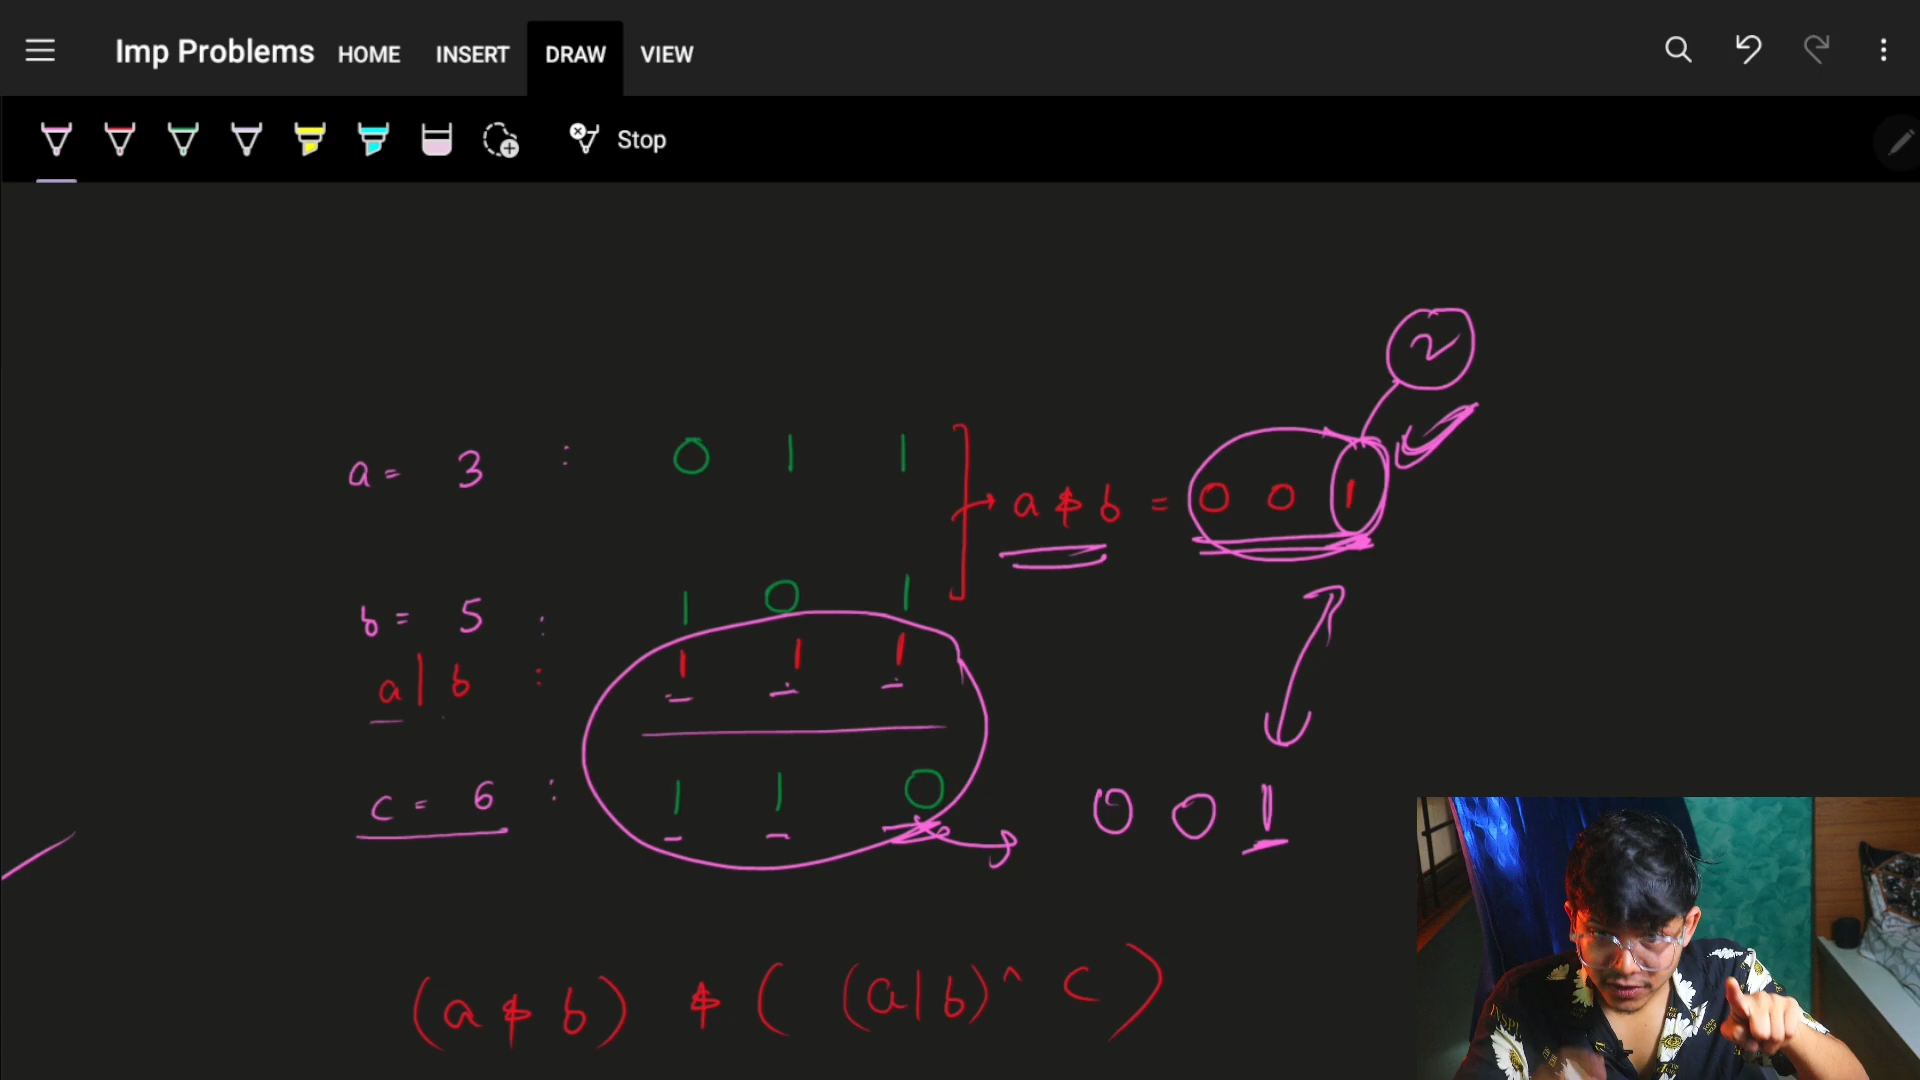 Imp Problems HOME INSERT DRAW VIEW
Stop
2
a = 3 : 0 1 1
a & b = 0 0 1
b = 5 : 1 0 1
a | b : 1 1 1
c = 6 : 1 1 0
0 0 1
(a & b) & ( (a|b) ^ c )